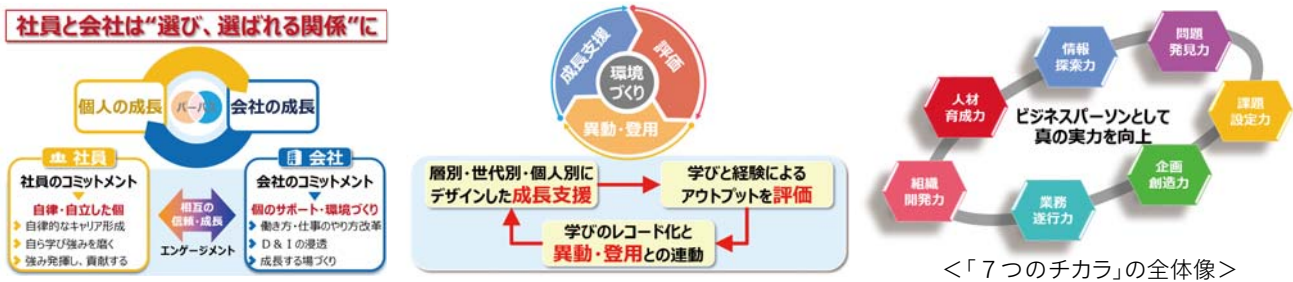 社員と会社は“選び、選ばれる関係”に
個人の成長
パーパス
会社の成長
社員
社員のコミットメント
自律・自立した個
自律的なキャリア形成
自ら学び強みを磨く
強み発揮し、貢献する
相互の
信頼・成長
エンゲージメント
会社
会社のコミットメント
個のサポート・環境づくり
働き方・仕事のやり方改革
D&Iの浸透
成長する場づくり
成長支援
評価
環境
づくり
異動・登用
層別・世代別・個人別に
デザインした成長支援
学びと経験による
アウトプットを評価
学びのレコード化と
異動・登用との連動
問題
発見力
情報
探索力
課題
設定力
人材
育成力
ビジネスパーソンとして
真の実力を向上
企画
創造力
組織
開発力
業務
遂行力
＜「７つのチカラ」の全体像＞